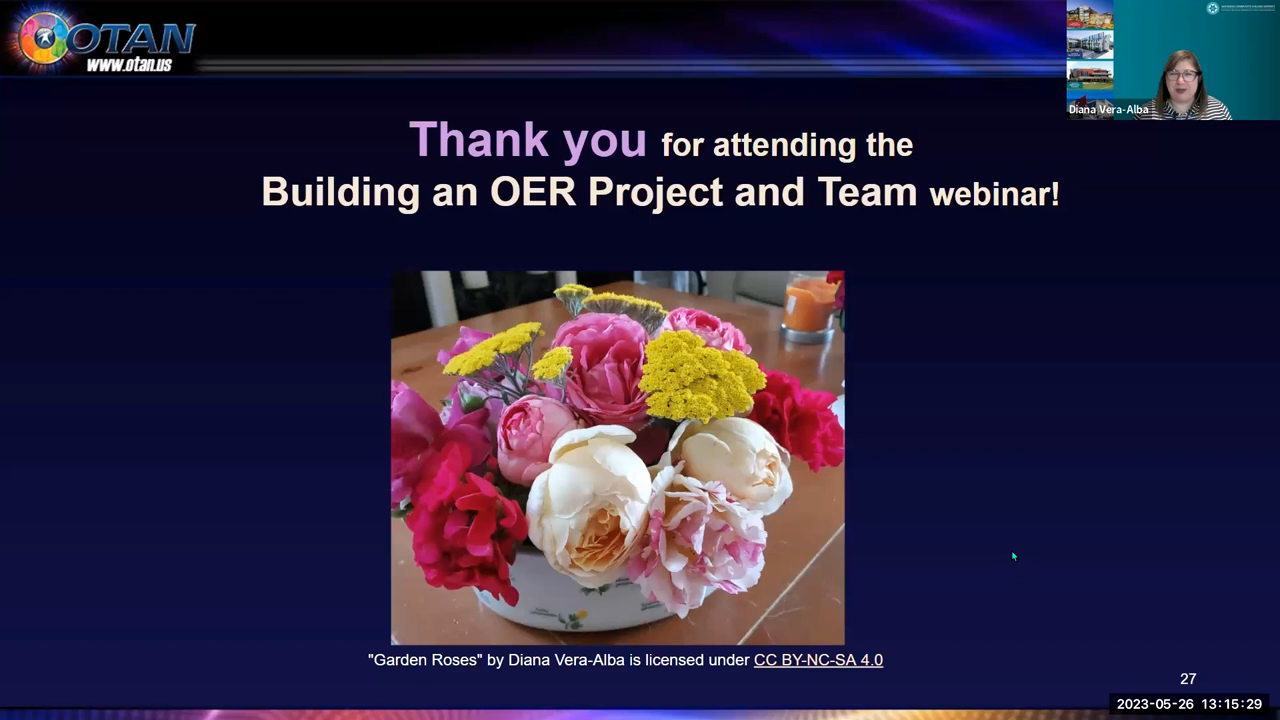 OTAN
www.otan.us
Diana Vera-Alba
Thank you for attending the
Building an OER Project and Team webinar!
"Garden Roses" by Diana Vera-Alba is licensed under CC BY-NC-SA 4.0
27
2023-05-26 13:15:29